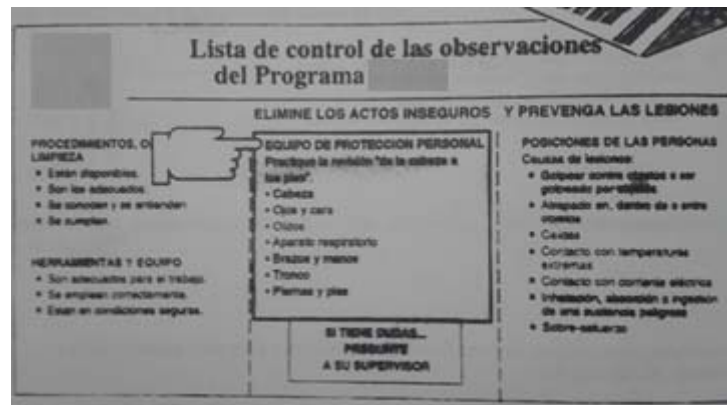 Lista de control de las observaciones
del Programa
ELIMINE LOS ACTOS INSEGUROS Y PREVENGA LAS LESIONES
PROCEDIMIENTOS, O
LIMPIEZA
• Están disponibles.
• Son los adecuados.
• Se conocen y se entienden
• Se cumplen.
HERRAMIENTAS Y EQUIPO
• Son adecuados para el trabajo.
• Se emplean correctamente.
• Están en condiciones seguras.
EQUIPO DE PROTECCION PERSONAL
Practique la revisión "de la cabeza a
los pies".
• Cabeza
• Ojos y cara
• Oídos
• Aparato respiratorio
• Brazos y manos
• Tronco
• Piernas y pies
SI TIENE DUDAS...
PREGUNTE
A SU SUPERVISOR
POSICIONES DE LAS PERSONAS
Causas de lesiones:
• Golpear contra objetos o ser
golpeado por objetos
• Atrapado en, dentro de o entre
objetos
• Caídas
• Contacto con temperaturas
extremas
• Contacto con corriente eléctrica
• Inhalación, absorción o ingestión
de una sustancia peligrosa
• Sobre-esfuerzo